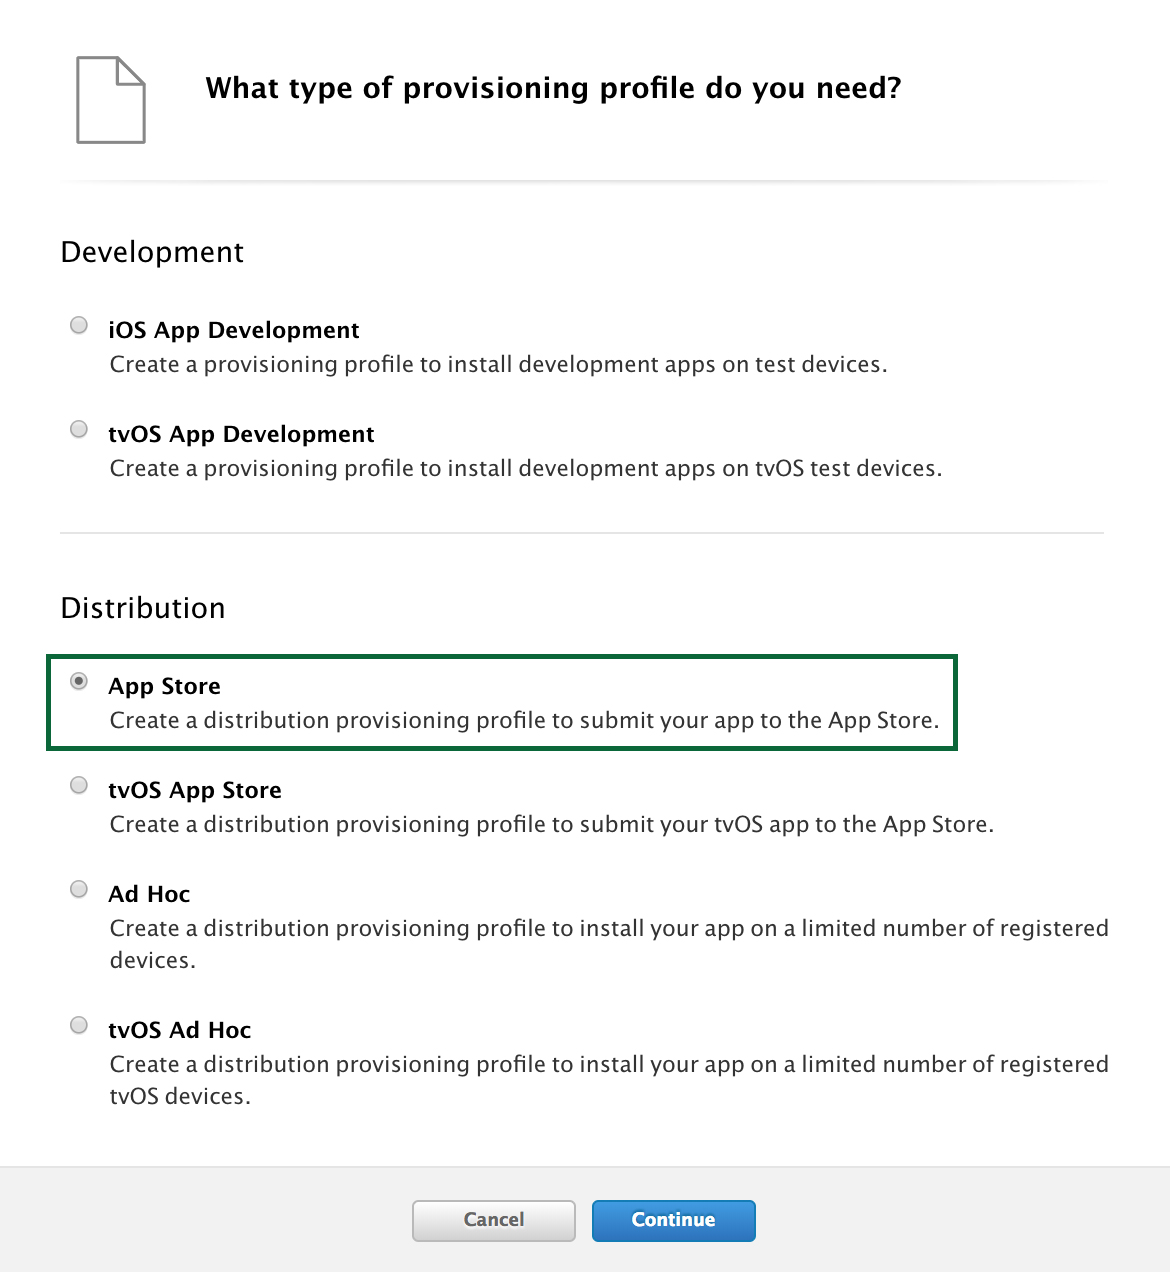 What type of provisioning profile do you need?
Development
iOS App Development
Create a provisioning profile to install development apps on test devices.
tvOS App Development
Create a provisioning profile to install development apps on tvOS test devices.
Distribution
App Store
Create a distribution provisioning profile to submit your app to the App Store.
tvOS App Store
Create a distribution provisioning profile to submit your tvOS app to the App Store.
Ad Hoc
Create a distribution provisioning profile to install your app on a limited number of registered
devices.
tvOS Ad Hoc
Create a distribution provisioning profile to install your app on a limited number of registered
tvOS devices.
Cancel
Continue